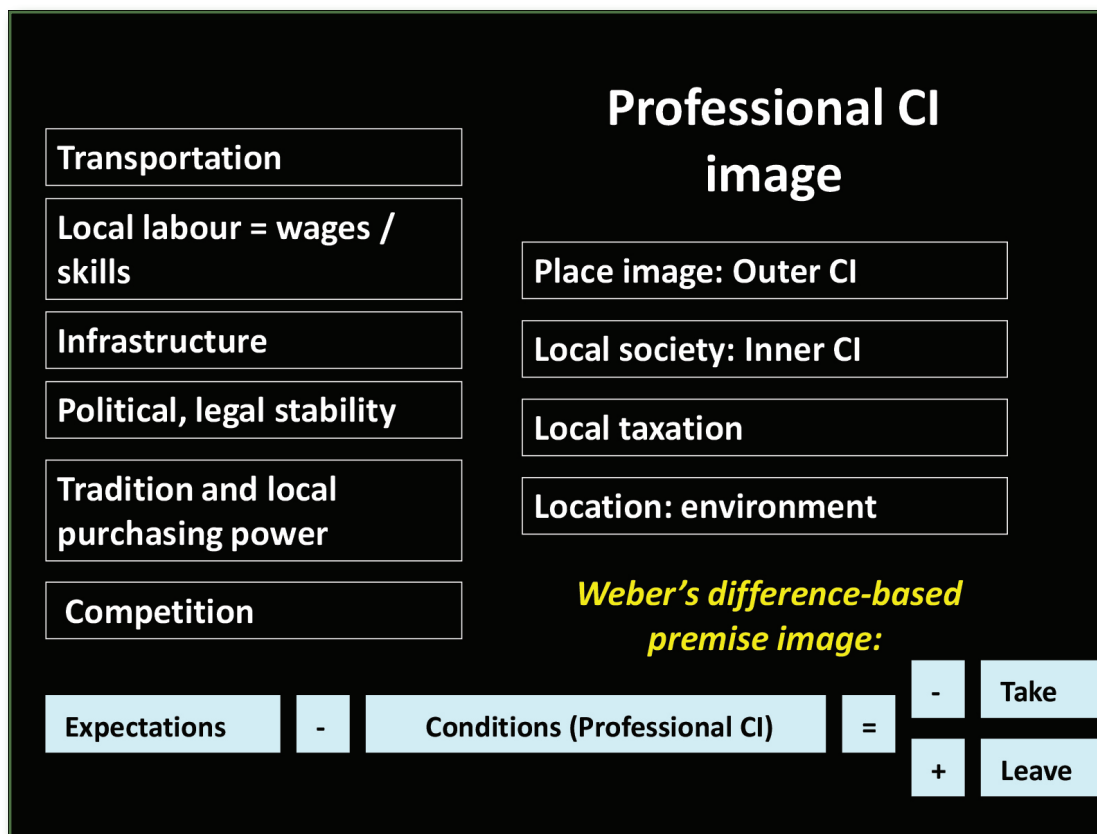 Professional CI
image
Transportation
Local labour = wages /
skills
Infrastructure
Political, legal stability
Tradition and local
purchasing power
Competition
Place image: Outer CI
Local society: Inner CI
Local taxation
Location: environment
Weber’s difference-based
premise image:
Expectations - Conditions (Professional CI) =
- Take
+ Leave